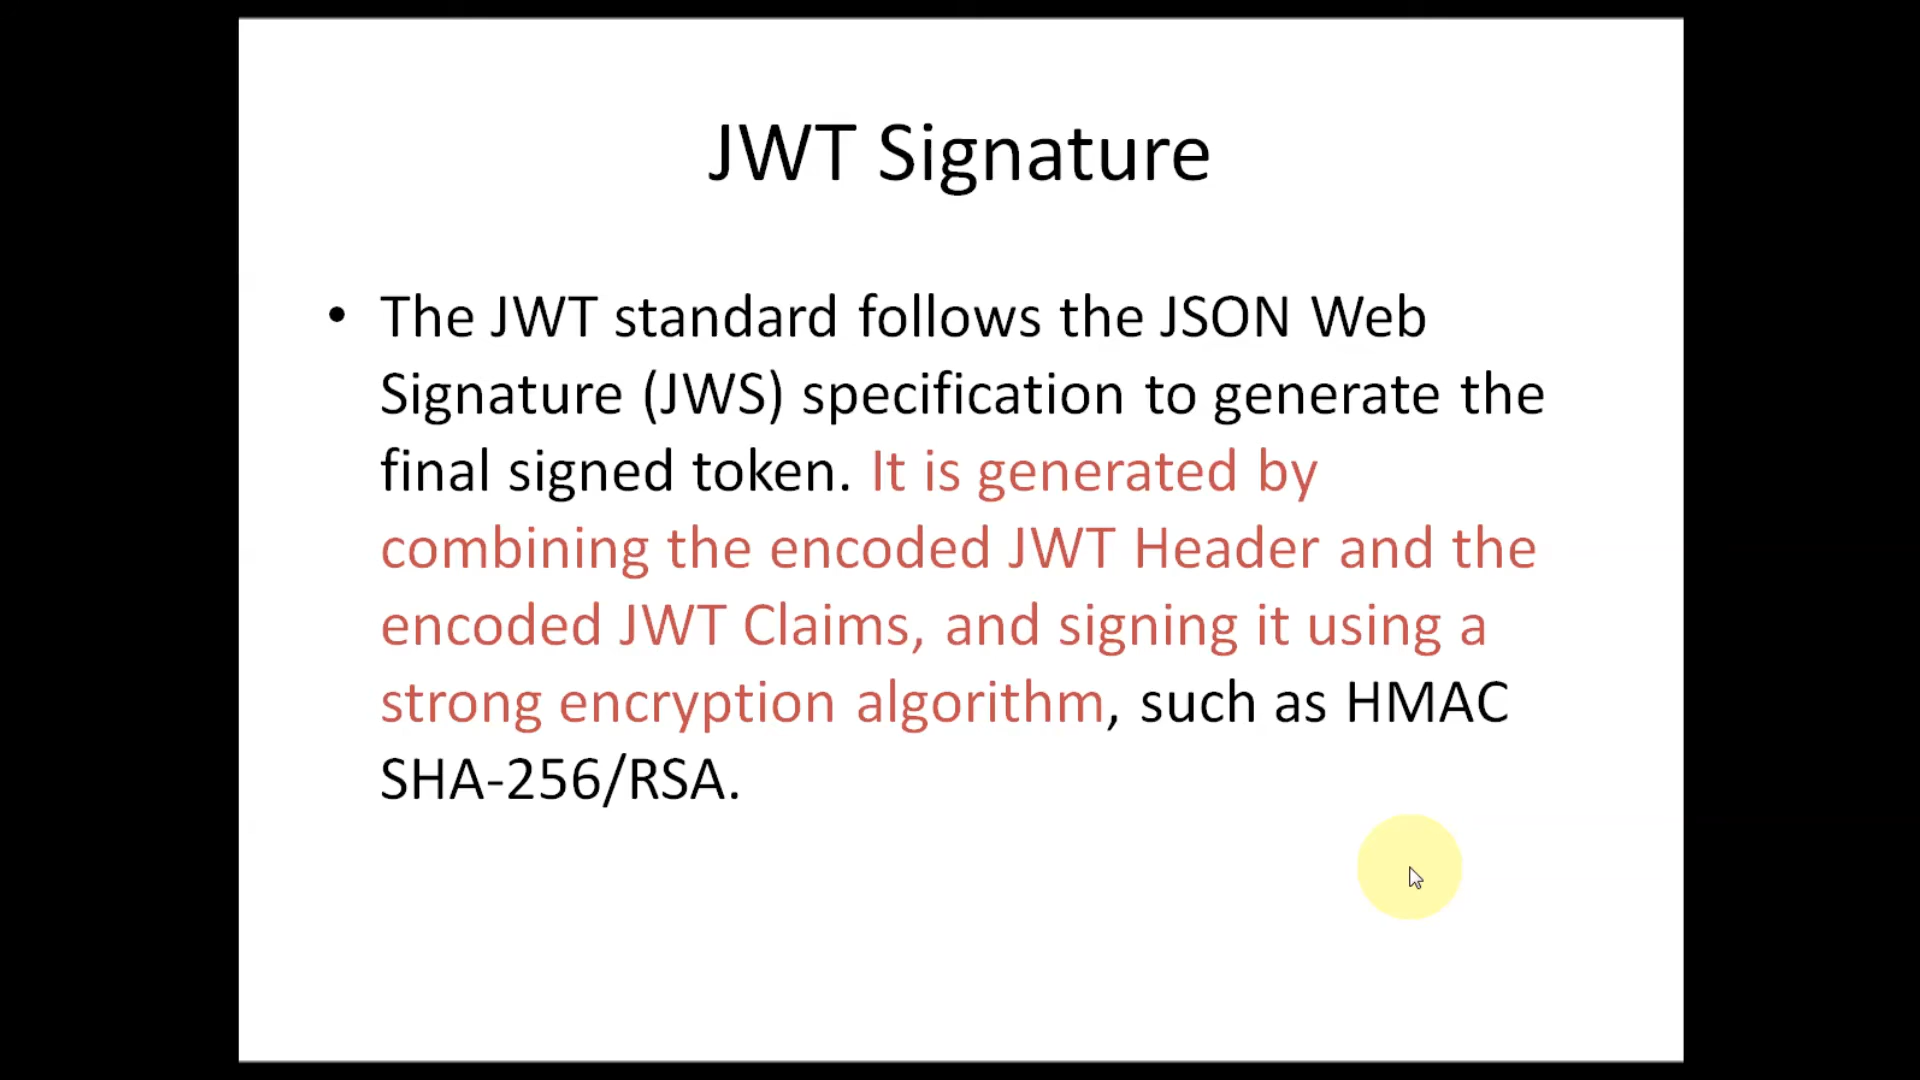 JWT Signature
• The JWT standard follows the JSON Web
Signature (JWS) specification to generate the
final signed token. It is generated by
combining the encoded JWT Header and the
encoded JWT Claims, and signing it using a
strong encryption algorithm, such as HMAC
SHA-256/RSA.